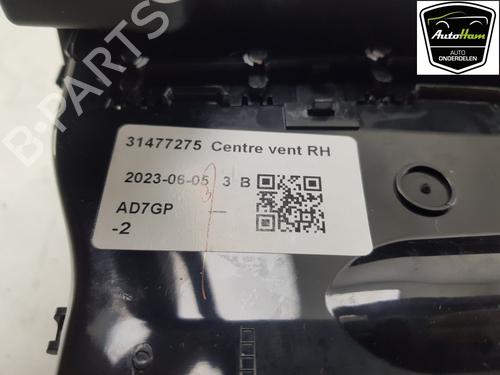 AutoHam
AUTO
ONDERDELEN
B-PARTS
31477275 Centre vent RH
2023-06-05 3 B
AD7GP —
-2